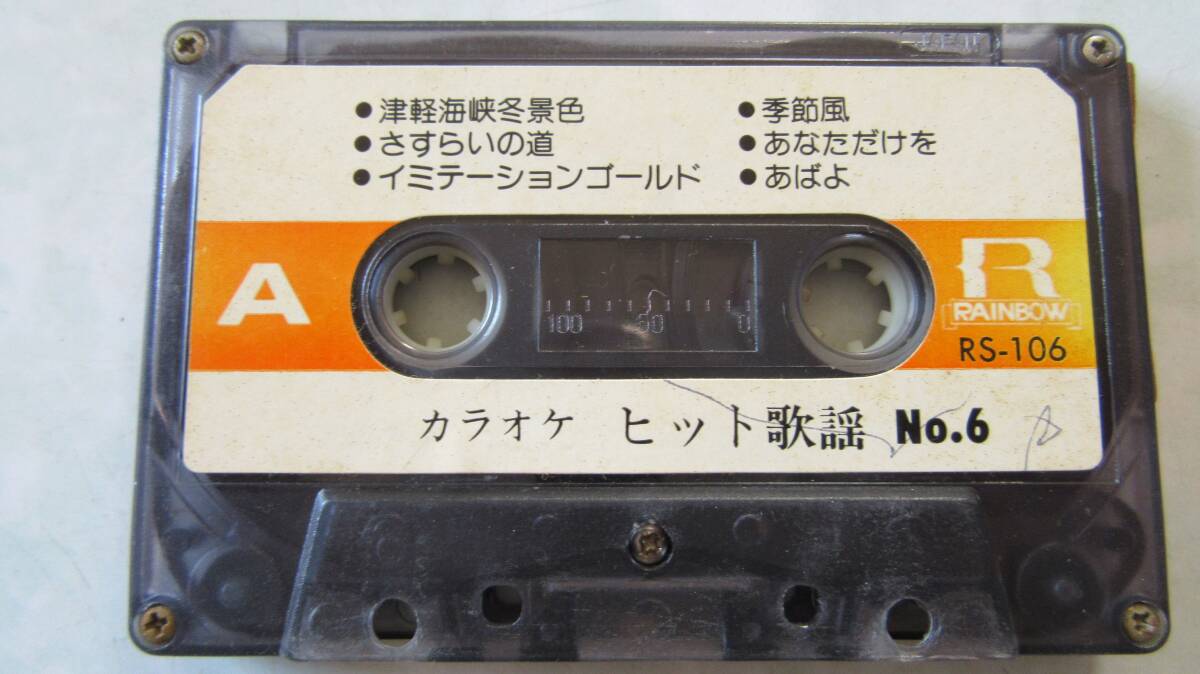 ●津軽海峡冬景色
●さすらいの道
●イミテーションゴールド
●季節風
●あなただけを
●あばよ
A
R
RAINBOW
RS-106
100 50 0
カラオケ ヒット歌謡 No.6